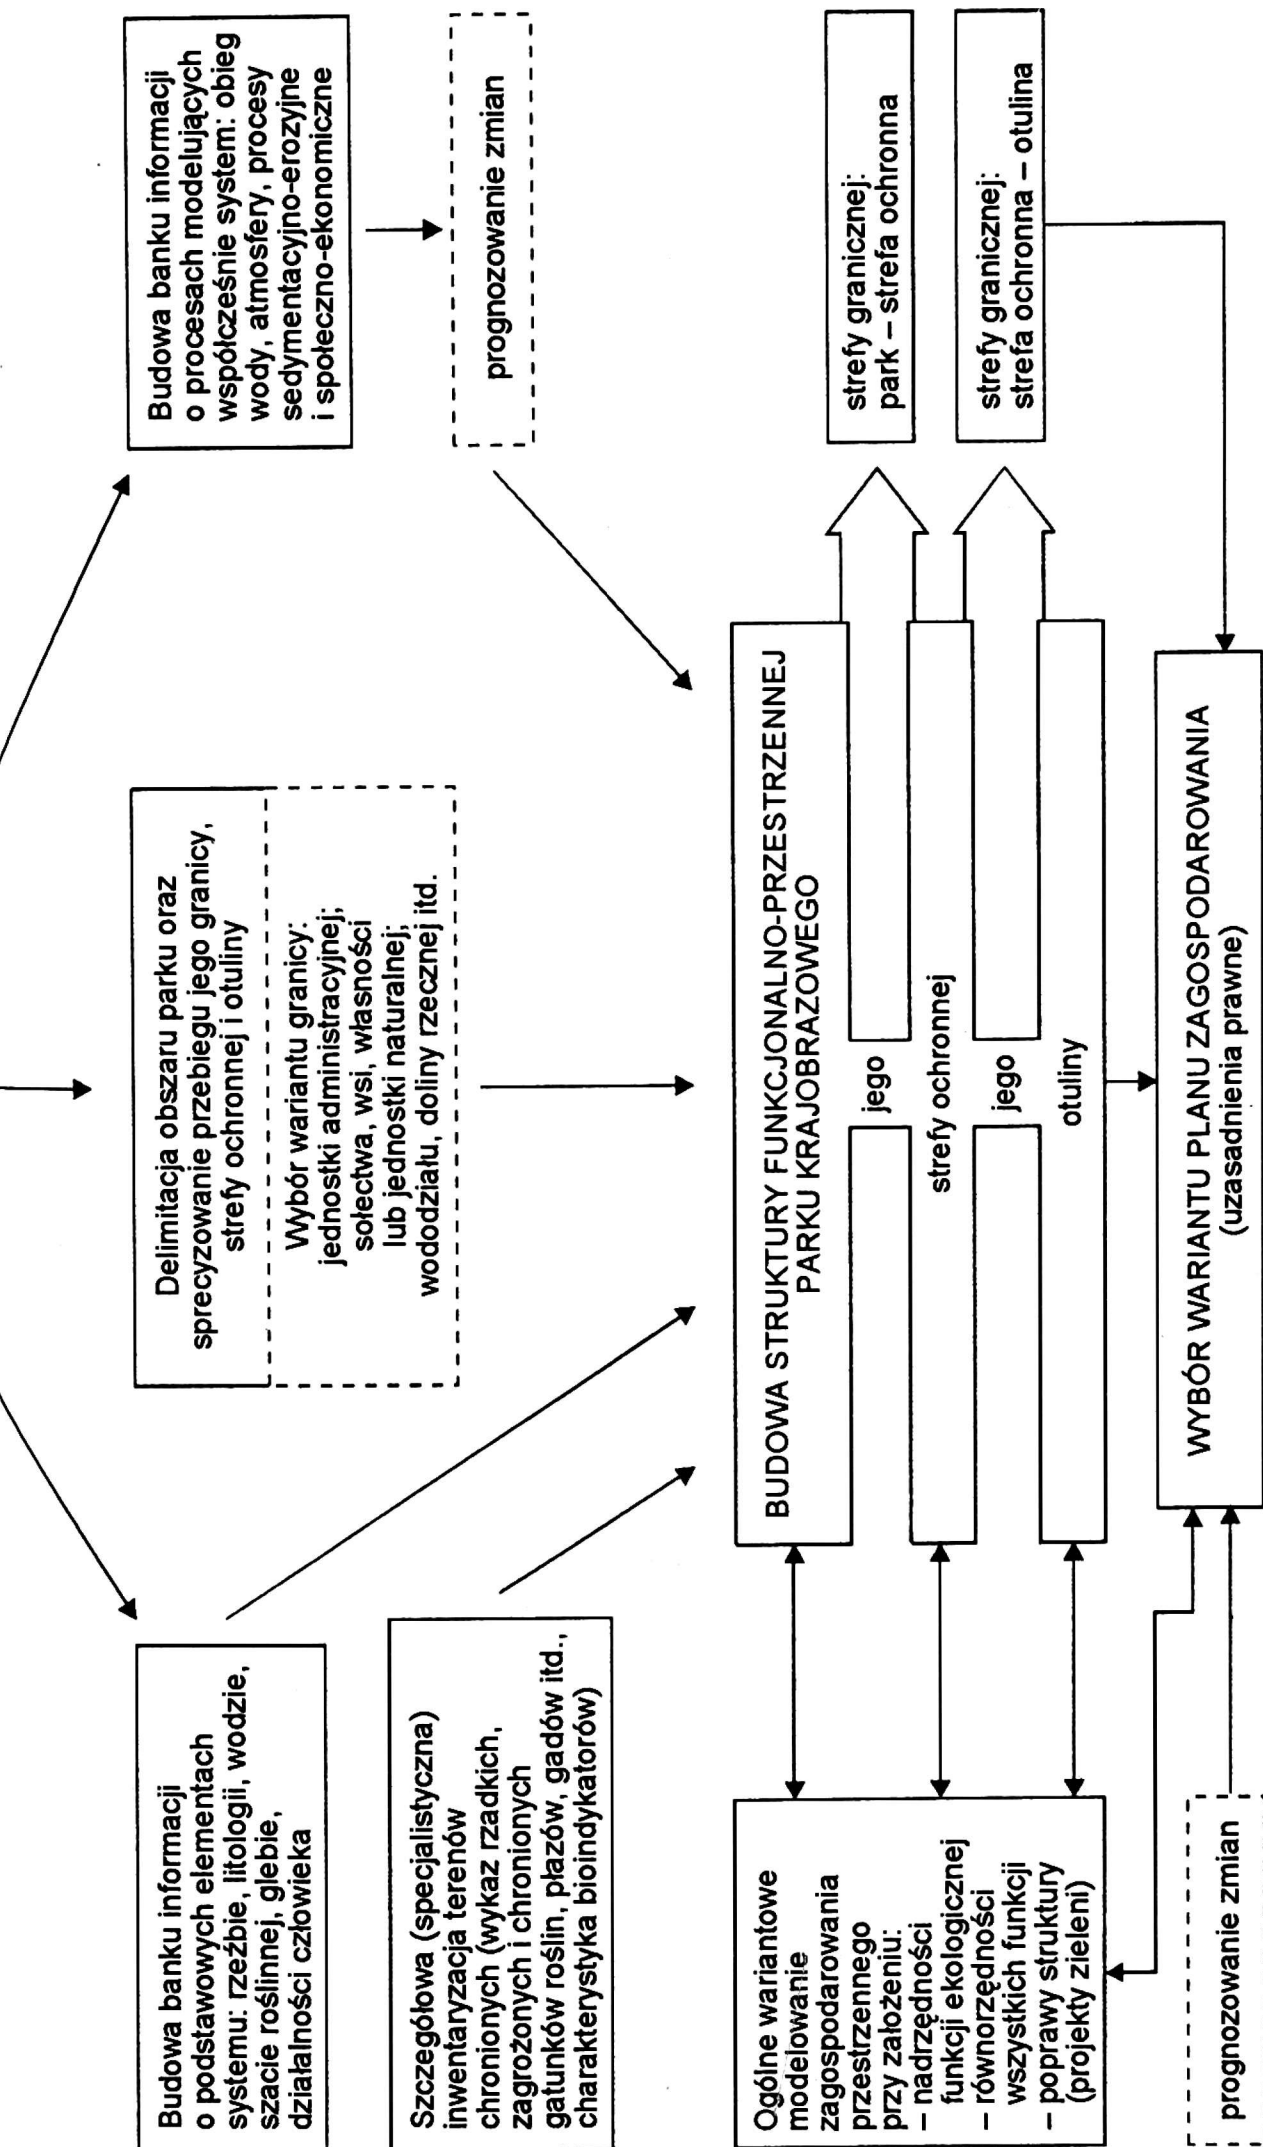 Budowa banku informacji
o podstawowych elementach
systemu: rzeźbie, litologii, wodzie,
szacie roślinnej, glebie,
działalności człowieka
Szczegółowa (specjalistyczna)
inwentaryzacja terenów
chronionych (wykaz rzadkich,
zagrożonych i chronionych
gatunków roślin, płazów, gadów itd.,
charakterystyka bioindykatorów)
Delimitacja obszaru parku oraz
sprecyzowanie przebiegu jego granicy,
strefy ochronnej i otuliny
Wybór wariantu granicy:
jednostki administracyjnej;
sołectwa, wsi, własności
lub jednostki naturalnej;
wododziału, doliny rzecznej itd.
Budowa banku informacji
o procesach modelujących
współcześnie system: obieg
wody, atmosfery, procesy
sedymentacyjno-erozyjne
i społeczno-ekonomiczne
prognozowanie zmian
Ogólne wariantowe
modelowanie
zagospodarowania
przestrzennego
przy założeniu:
– nadrzędności
funkcji ekologicznej
– równorzędności
wszystkich funkcji
– poprawy struktury
(projekty zieleni)
BUDOWA STRUKTURY FUNKCJONALNO-PRZESTRZENNEJ
PARKU KRAJOBRAZOWEGO
jego
strefy ochronnej
jego
otuliny
strefy granicznej:
park – strefa ochronna
strefy granicznej:
strefa ochronna – otulina
prognozowanie zmian
WYBÓR WARIANTU PLANU ZAGOSPODAROWANIA
(uzasadnienia prawne)